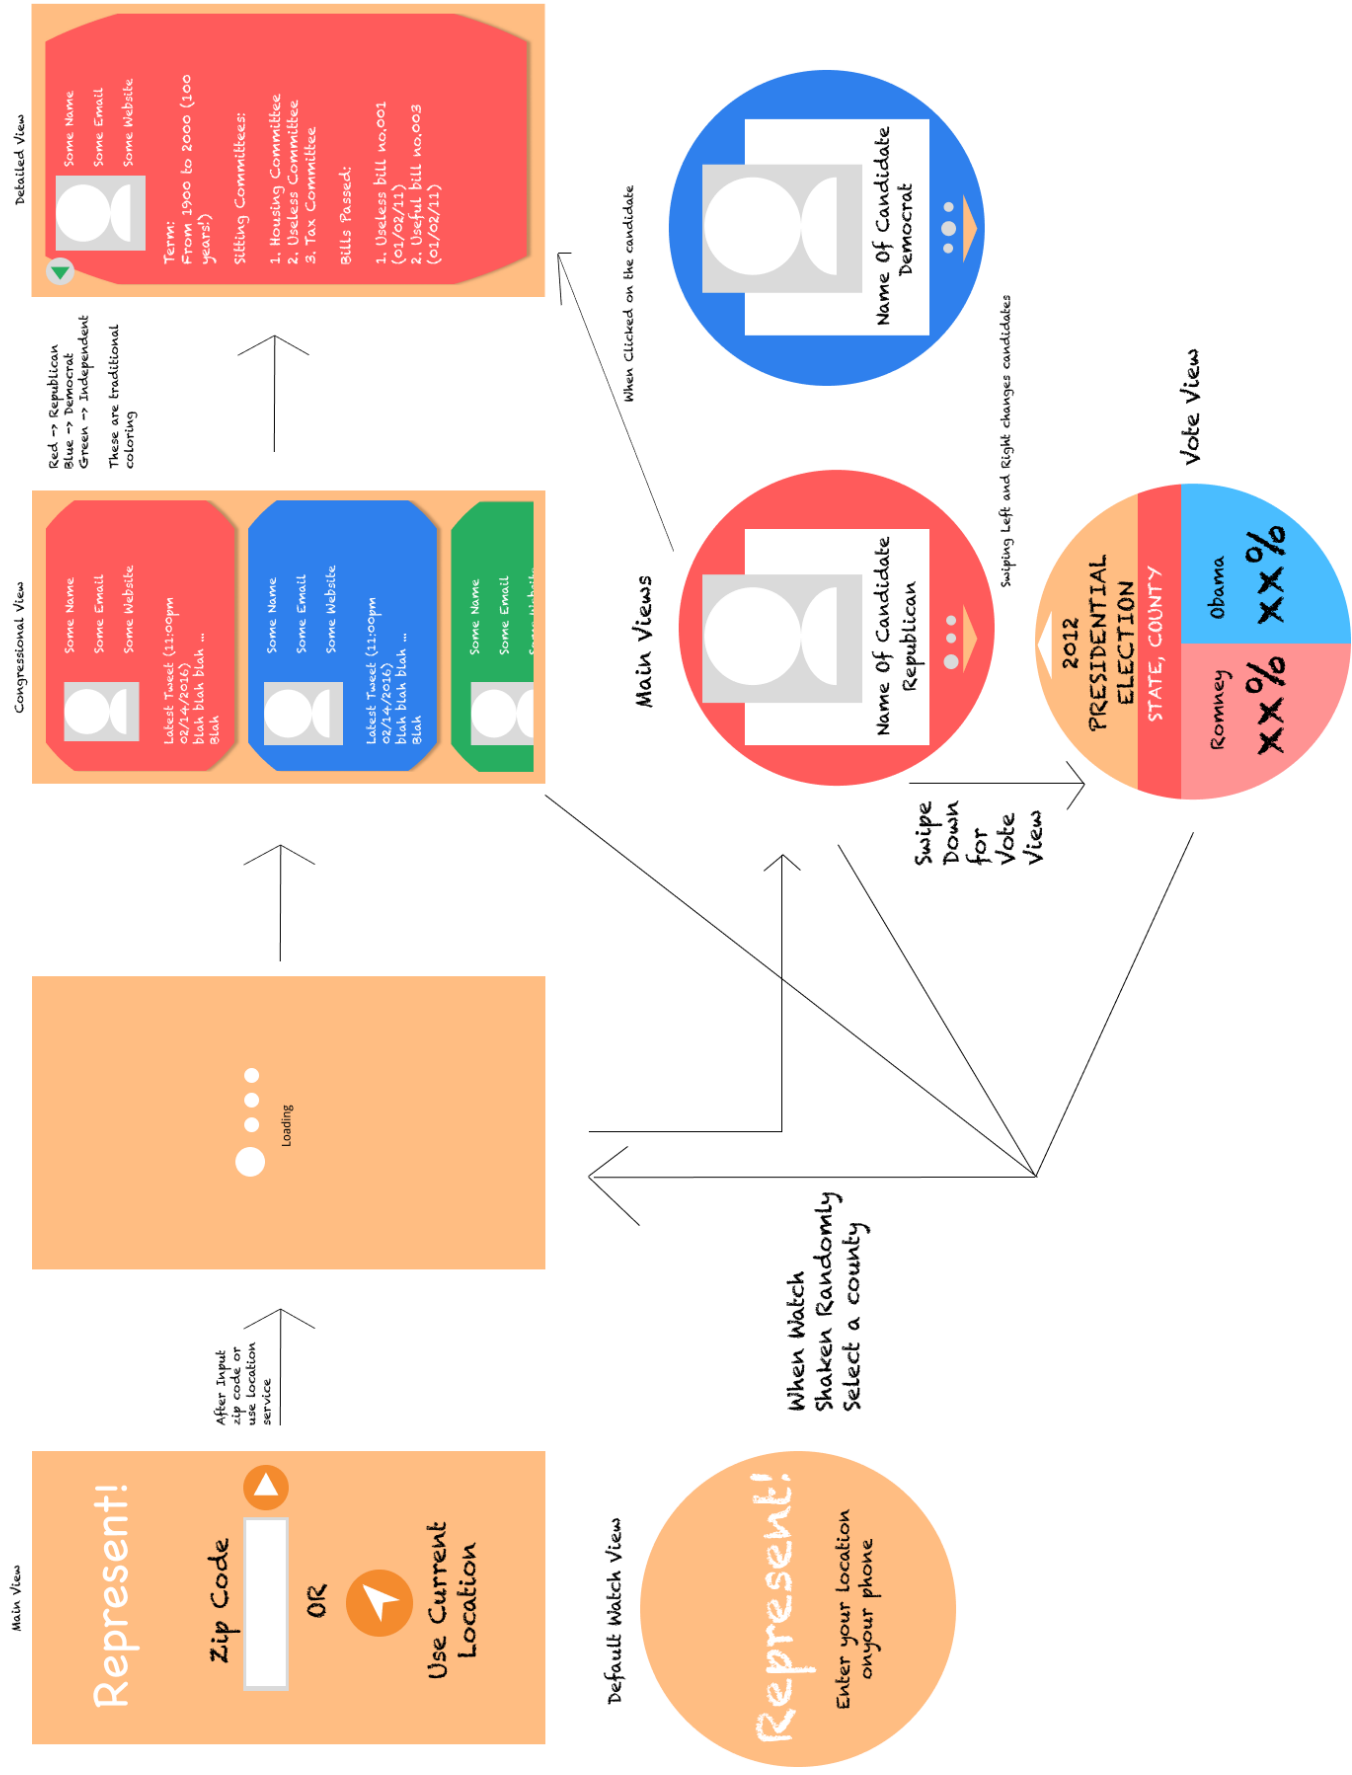 Main View
Represent!
Zip Code
OR
Use Current
Location
After Input
zip code or
use location
service
Loading
Congressional View
Some Name
Some Email
Some Website
Latest Tweet (11:00pm
02/14/2016)
blah blah blah ...
Blah
Some Name
Some Email
Some Website
Latest Tweet (11:00pm
02/14/2016)
blah blah blah ...
Blah
Some Name
Some Email
Some Website
Red -> Republican
Blue -> Democrat
Green -> Independent
These are traditional
coloring
Detailed View
Some Name
Some Email
Some Website
Term:
From 1900 to 2000 (100
years!)
Sitting Committees:
1. Housing Committee
2. Useless Committee
3. Tax Committee
Bills Passed:
1. Useless bill no.001
(01/02/11)
2. Useful bill no.003
(01/02/11)
Default Watch View
Represent!
Enter your location
onyour phone
When Watch
Shaken Randomly
Select a county
Main Views
Name Of Candidate
Republican
When Clicked on the candidate
Name Of Candidate
Democrat
Swiping Left and Right changes candidates
Swipe
Down
for
Vote
View
2012
PRESIDENTIAL
ELECTION
STATE, COUNTY
Romney
xx%
Obama
xx%
Vote View